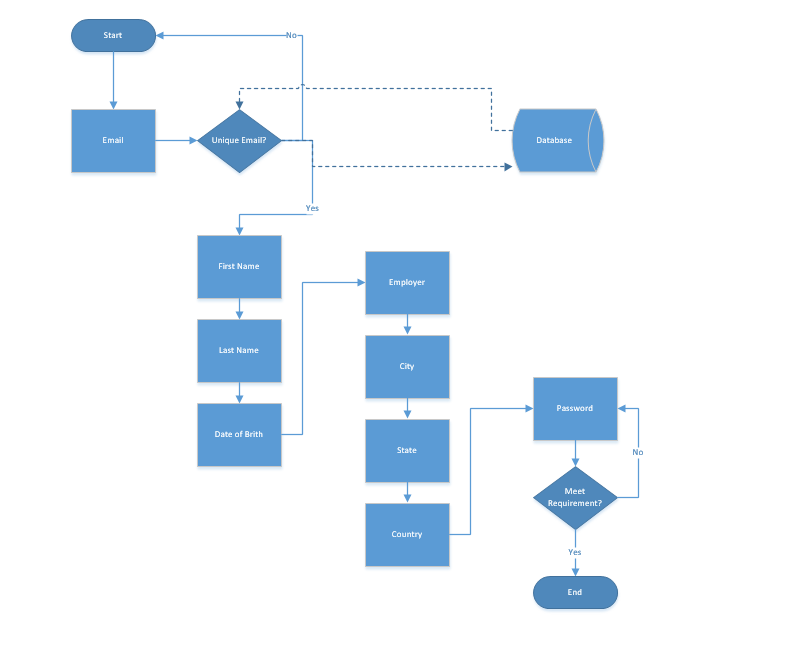 Start
No
Email
Unique Email?
Database
Yes
First Name
Last Name
Date of Brith
Employer
City
State
Country
Password
No
Meet
Requirement?
Yes
End